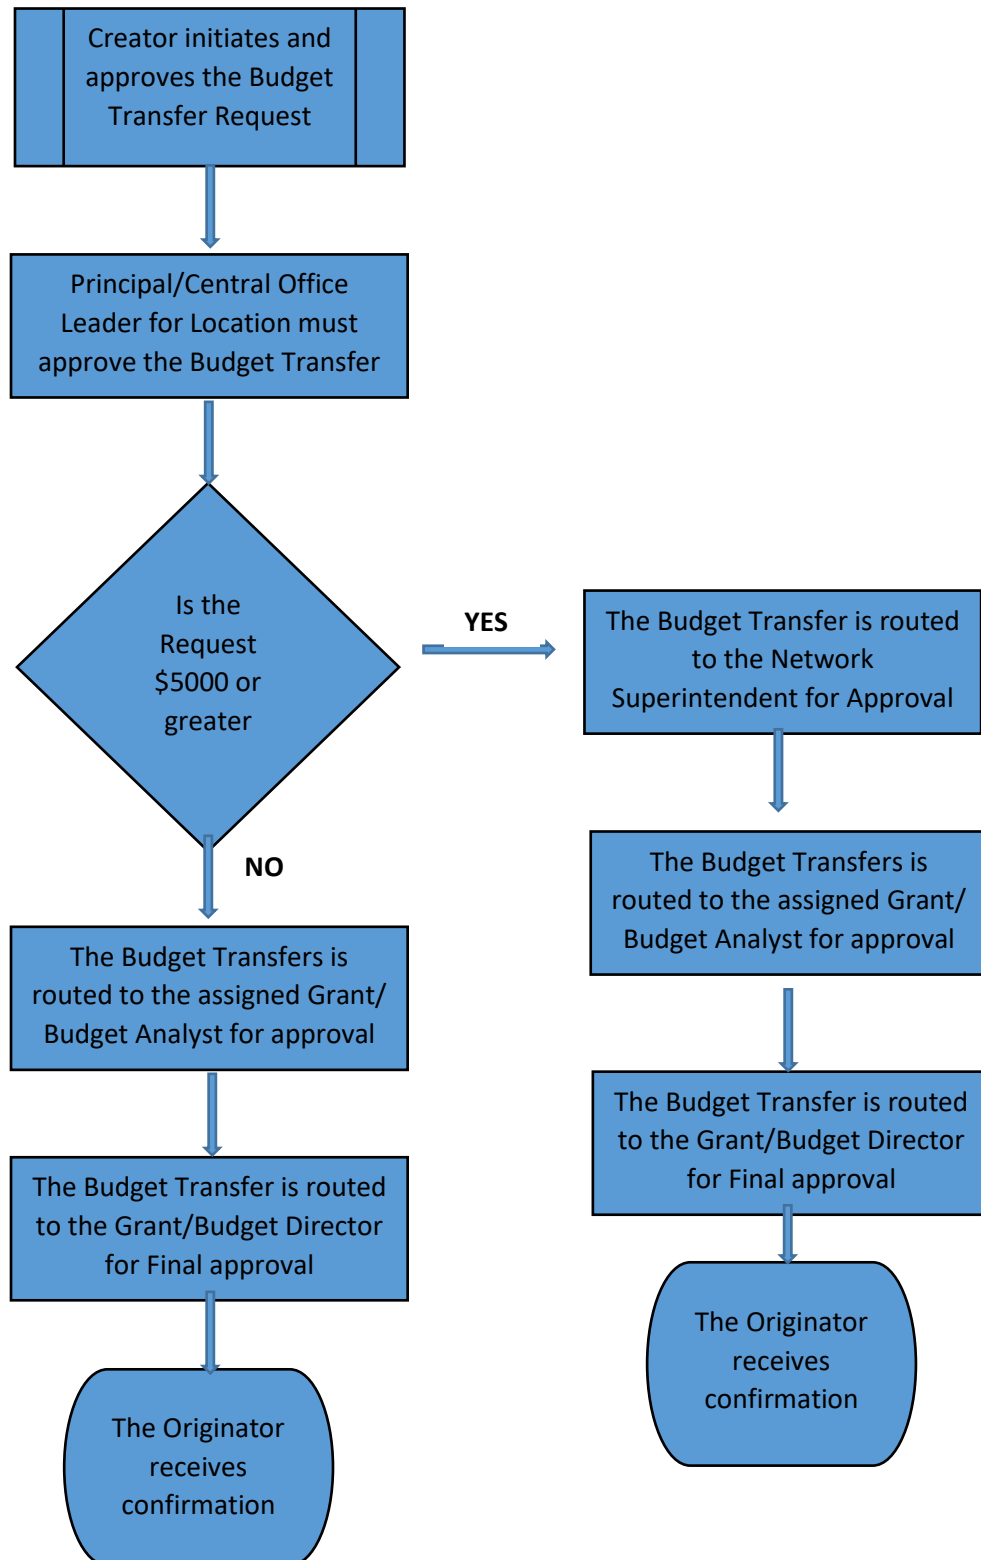 Creator initiates and
approves the Budget
Transfer Request
Principal/Central Office
Leader for Location must
approve the Budget Transfer
Is the
Request
$5000 or
greater
YES
The Budget Transfer is routed
to the Network
Superintendent for Approval
The Budget Transfers is
routed to the assigned Grant/
Budget Analyst for approval
The Budget Transfer is routed
to the Grant/Budget Director
for Final approval
The Originator
receives
confirmation
NO
The Budget Transfers is
routed to the assigned Grant/
Budget Analyst for approval
The Budget Transfer is routed
to the Grant/Budget Director
for Final approval
The Originator
receives
confirmation